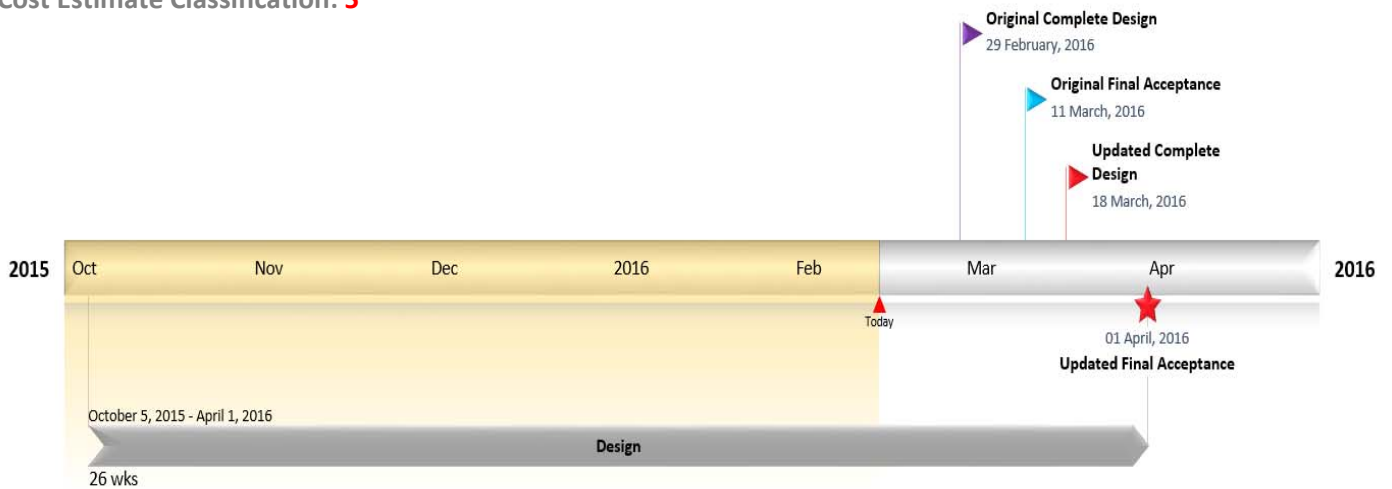 Cost Estimate Classification: 3
Original Complete Design
29 February, 2016
Original Final Acceptance
11 March, 2016
Updated Complete
Design
18 March, 2016
2015 Oct Nov Dec 2016 Feb Mar Apr 2016
Today
01 April, 2016
Updated Final Acceptance
October 5, 2015 - April 1, 2016
Design
26 wks